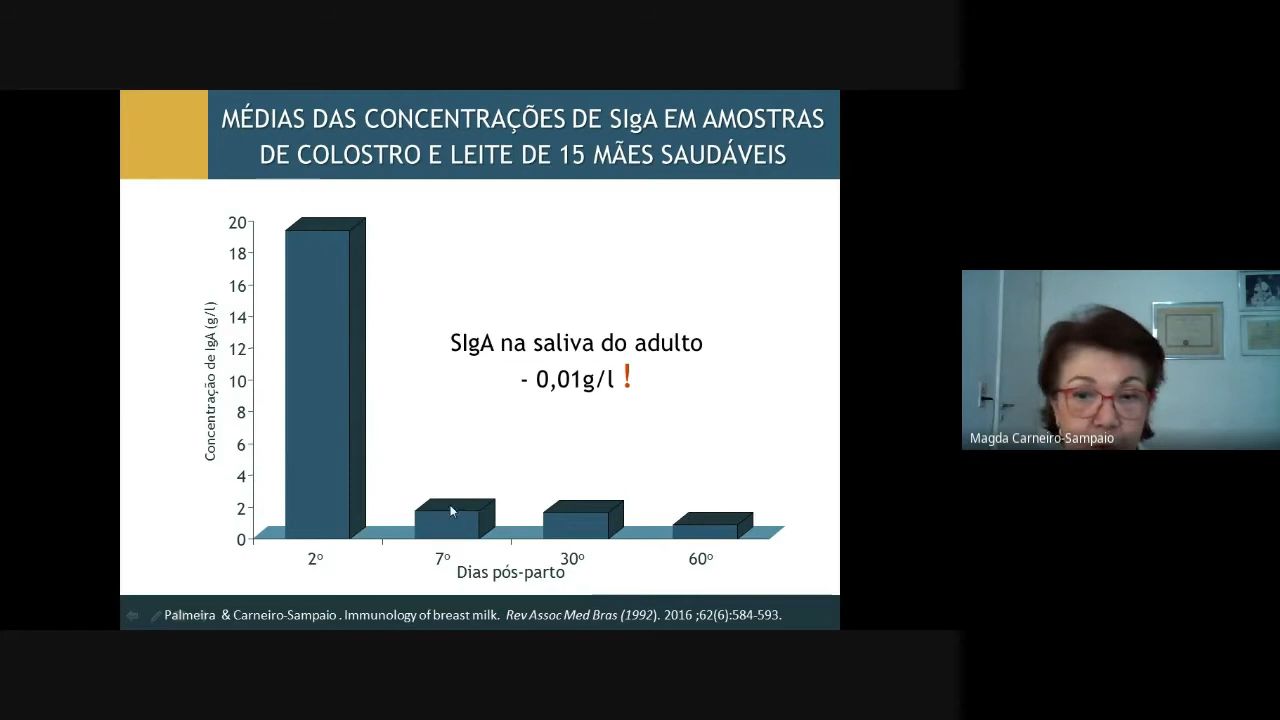 MÉDIAS DAS CONCENTRAÇÕES DE SIgA EM AMOSTRAS
DE COLOSTRO E LEITE DE 15 MÃES SAUDÁVEIS
Concentração de IgA (g/l)
20
18
16
14
12
10
8
6
4
2
0
SIgA na saliva do adulto
- 0,01g/l !
2º
7º
30º
60º
Dias pós-parto
Palmeira & Carneiro-Sampaio . Immunology of breast milk. Rev Assoc Med Bras (1992). 2016 ;62(6):584-593.
Magda Carneiro-Sampaio